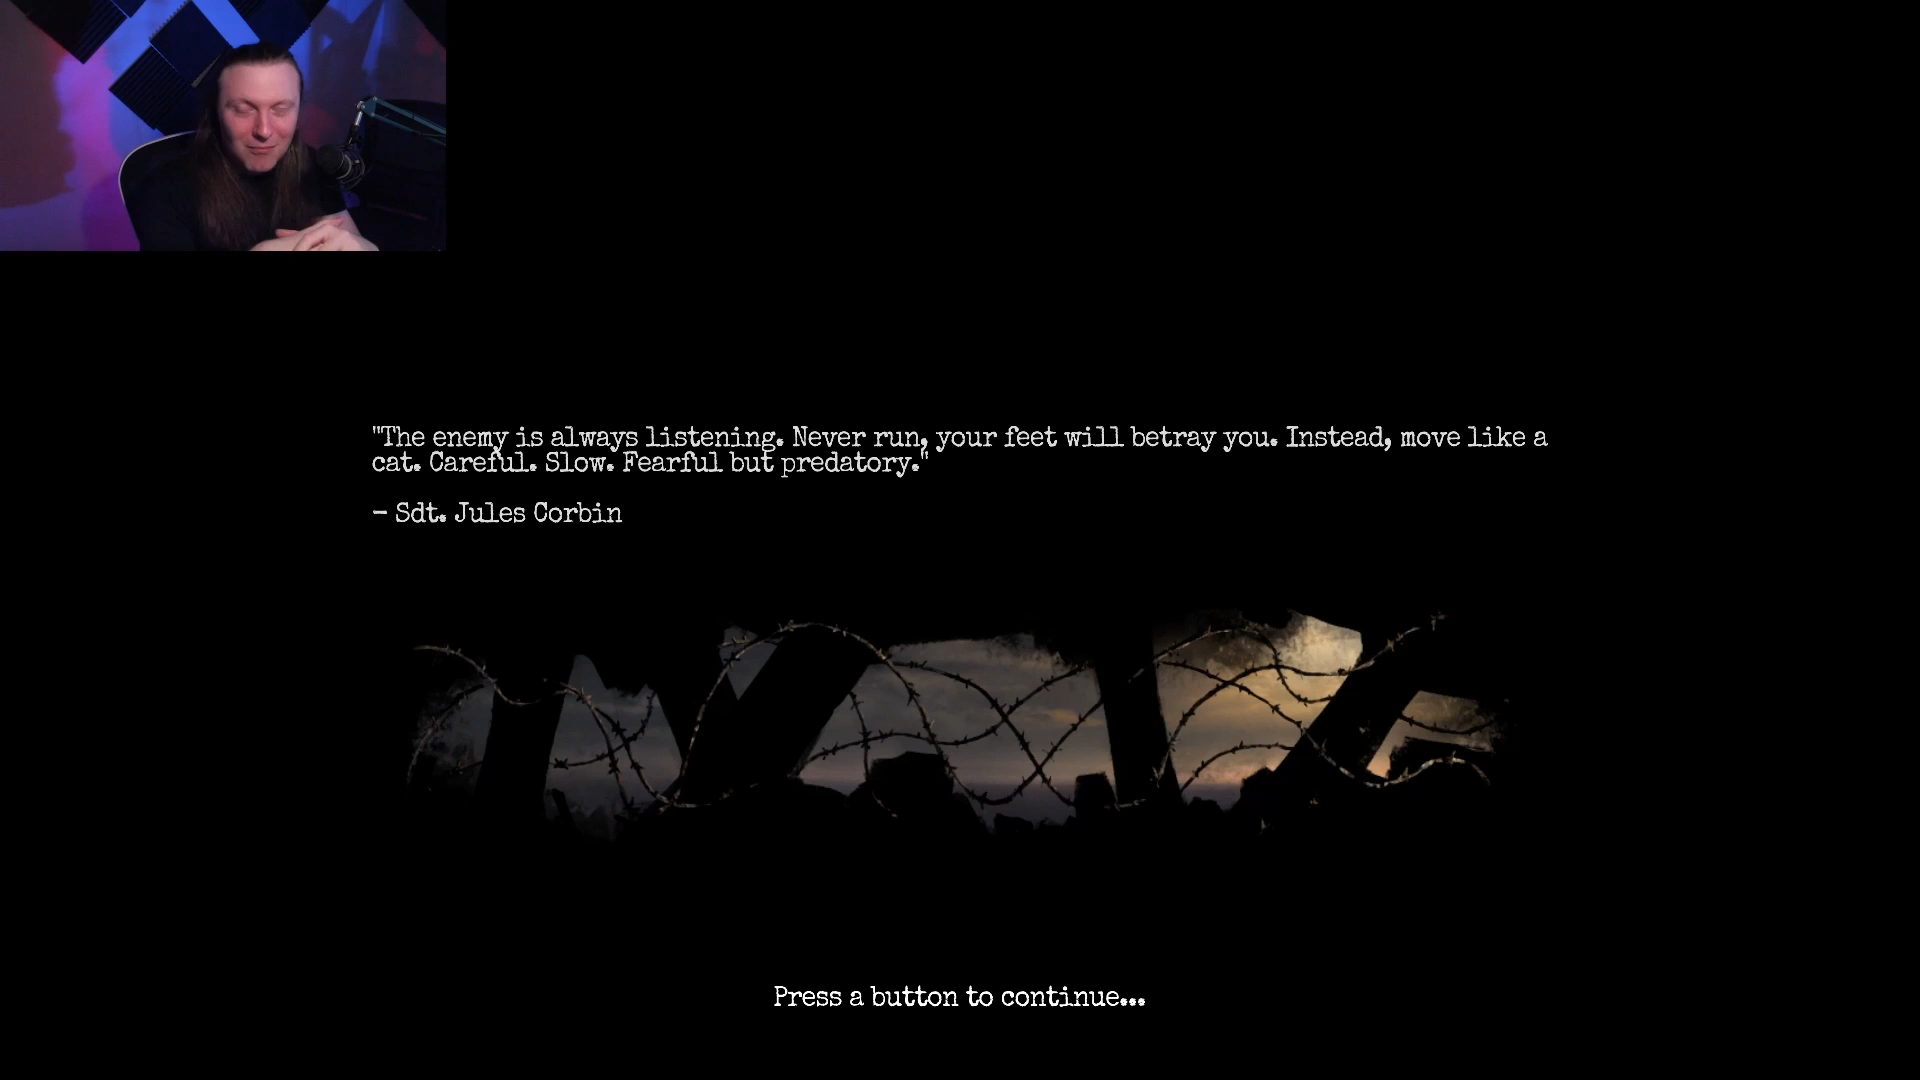 "The enemy is always listening. Never run, your feet will betray you. Instead, move like a
cat. Careful. Slow. Fearful but predatory."
- Sdt. Jules Corbin
Press a button to continue...